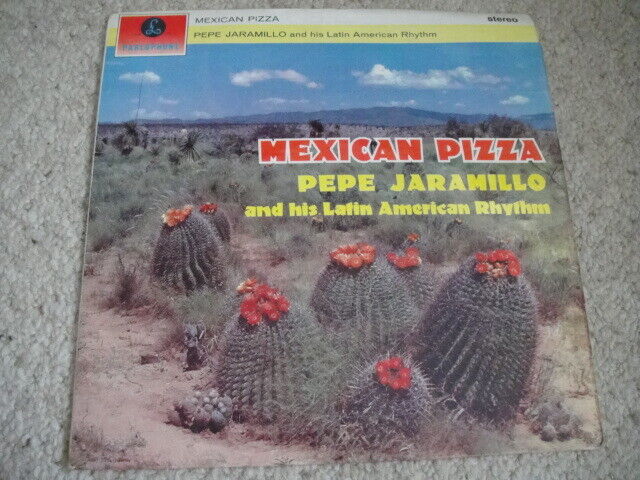 PARLOPHONE
MEXICAN PIZZA
stereo
PEPE JARAMILLO and his Latin American Rhythm
MEXICAN PIZZA
PEPE JARAMILLO
and his Latin American Rhythm